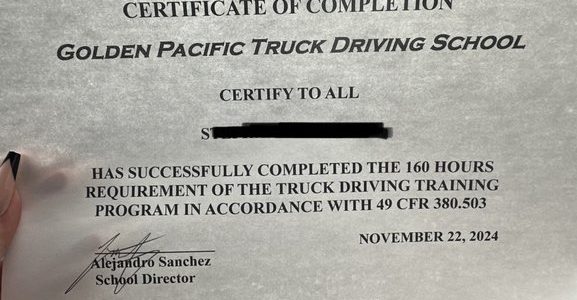 CERTIFICATE OF COMPLETION
GOLDEN PACIFIC TRUCK DRIVING SCHOOL
CERTIFY TO ALL
HAS SUCCESSFULLY COMPLETED THE 160 HOURS
REQUIREMENT OF THE TRUCK DRIVING TRAINING
PROGRAM IN ACCORDANCE WITH 49 CFR 380.503
NOVEMBER 22, 2024
Alejandro Sanchez
School Director